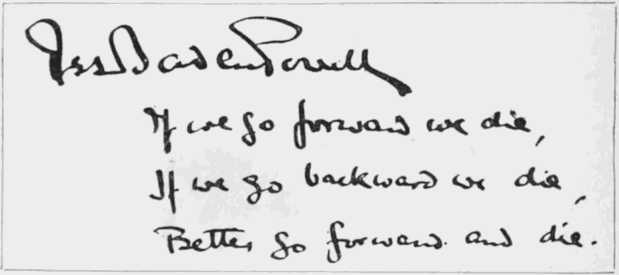 RSS Baden Powell
If we go forward we die,
If we go backward we die,
Better go forward and die.